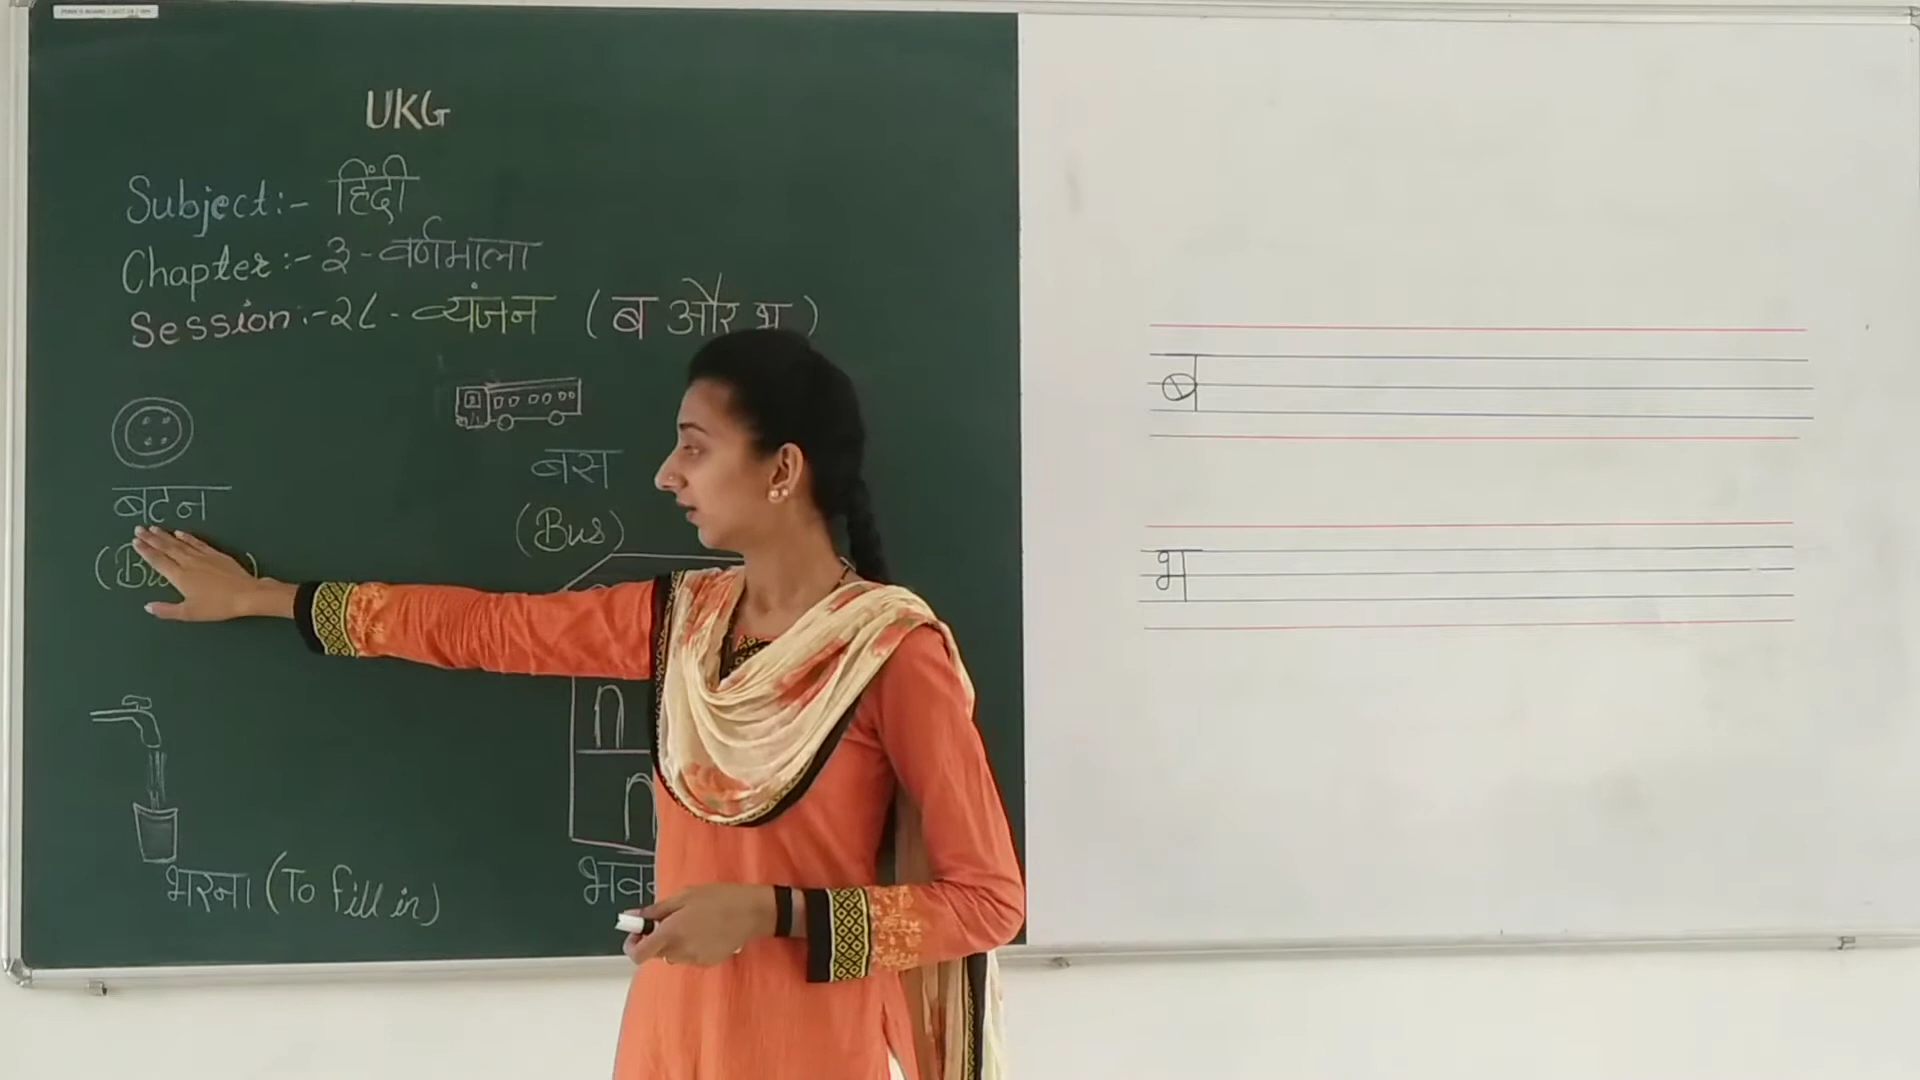 UKG
Subject:- हिंदी
Chapter:- ३ - वर्णमाला
Session:- २८ - व्यंजन ( ब और भ )
बटन
बस
(Bus)
भरना (To fill in)
ब
भ